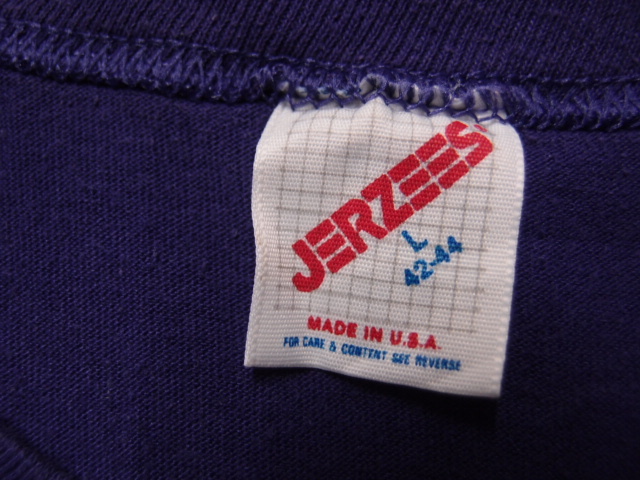 JERZEES
L
42-44
MADE IN U.S.A.
FOR CARE & CONTENT SEE REVERSE